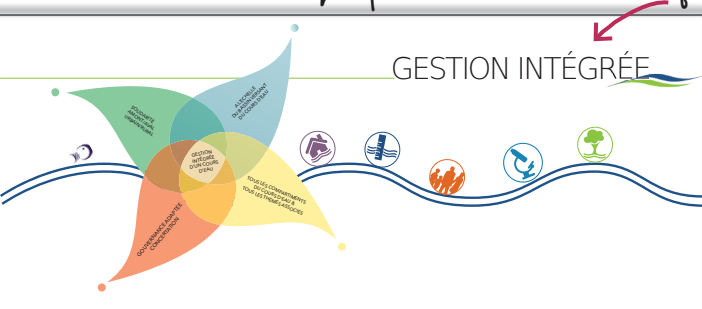 GESTION INTÉGRÉE
A L'ECHELLE
DU BASSIN VERSANT
DU COURS D'EAU
SOLIDARITÉ
AMONT/AVAL
URBAIN/RURAL
GESTION
INTÉGRÉE
D'UN COURS
D'EAU
TOUS LES COMPARTIMENTS
DU COURS D'EAU &
TOUS LES THÈMES ASSOCIÉS
GOUVERNANCE ADAPTÉE
CONCERTATION